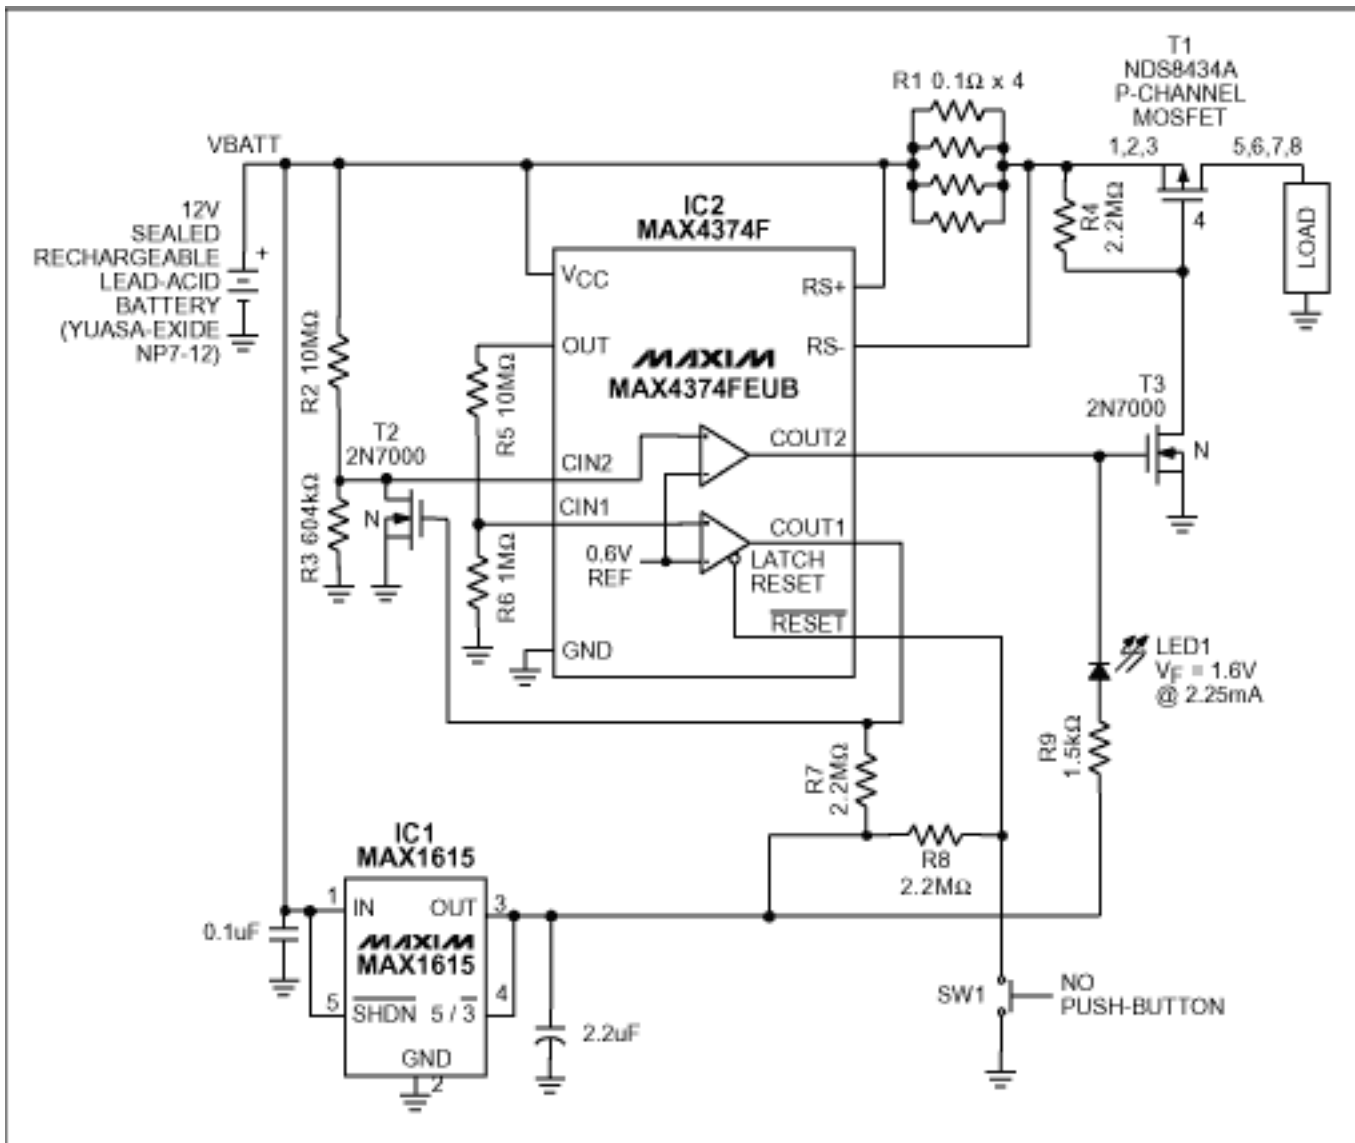 T1
NDS8434A
P-CHANNEL
MOSFET
R1 0.1Ω x 4
1,2,3
5,6,7,8
4
VBATT
12V
SEALED
RECHARGEABLE
LEAD-ACID
BATTERY
(YUASA-EXIDE
NP7-12)
+
IC2
MAX4374F
R4
2.2MΩ
LOAD
VCC
RS+
OUT
RS-
MAXIM
MAX4374FEUB
R2 10MΩ
R5 10MΩ
T2
2N7000
T3
2N7000
N
CIN2
COUT2
R3 604kΩ
N
CIN1
COUT1
0.6V
REF
LATCH
RESET
R6 1MΩ
RESET
GND
LED1
VF = 1.6V
@ 2.25mA
R9
1.5kΩ
R7
2.2MΩ
R8
2.2MΩ
IC1
MAX1615
1
IN
OUT
3
0.1uF
MAXIM
MAX1615
5
SHDN
5 / 3
4
GND
2
2.2uF
SW1
NO
PUSH-BUTTON